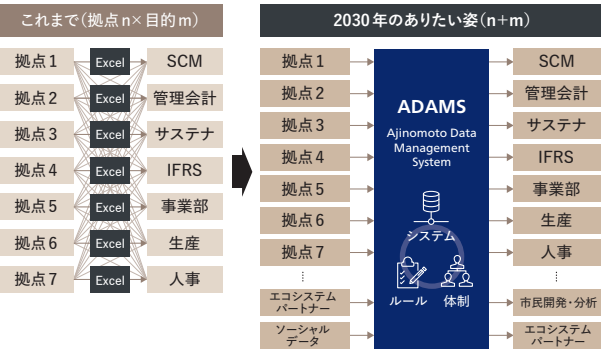 これまで(拠点n×目的m)
拠点1
Excel
SCM
拠点2
Excel
管理会計
拠点3
Excel
サステナ
拠点4
Excel
IFRS
拠点5
Excel
事業部
拠点6
Excel
生産
拠点7
Excel
人事
2030年のありたい姿(n+m)
拠点1
拠点2
拠点3
拠点4
拠点5
拠点6
拠点7
エコシステム
パートナー
ソーシャル
データ
ADAMS
Ajinomoto Data
Management
System
システム
ルール
体制
SCM
管理会計
サステナ
IFRS
事業部
生産
人事
市民開発・分析
エコシステム
パートナー